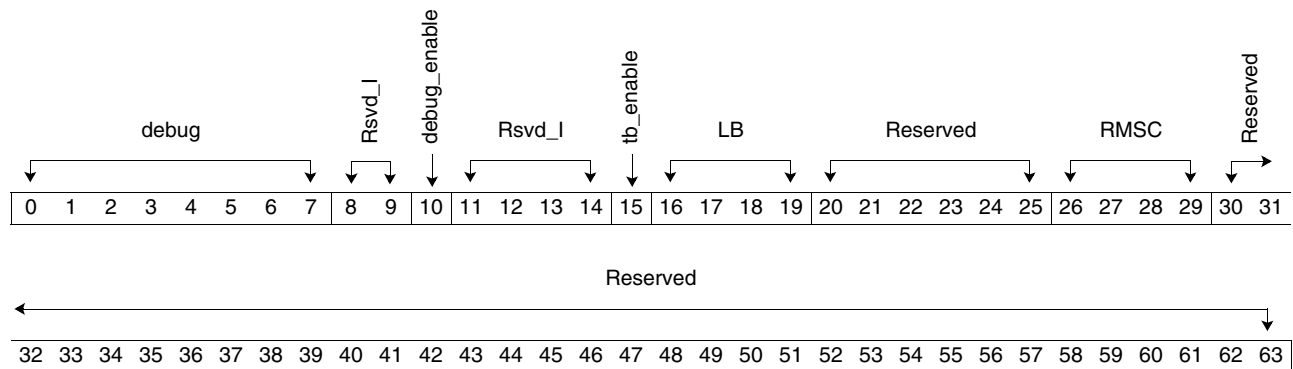 debug Rsvd_I debug_enable Rsvd_I tb_enable LB Reserved RMSC Reserved
0 1 2 3 4 5 6 7 8 9 10 11 12 13 14 15 16 17 18 19 20 21 22 23 24 25 26 27 28 29 30 31
Reserved
32 33 34 35 36 37 38 39 40 41 42 43 44 45 46 47 48 49 50 51 52 53 54 55 56 57 58 59 60 61 62 63